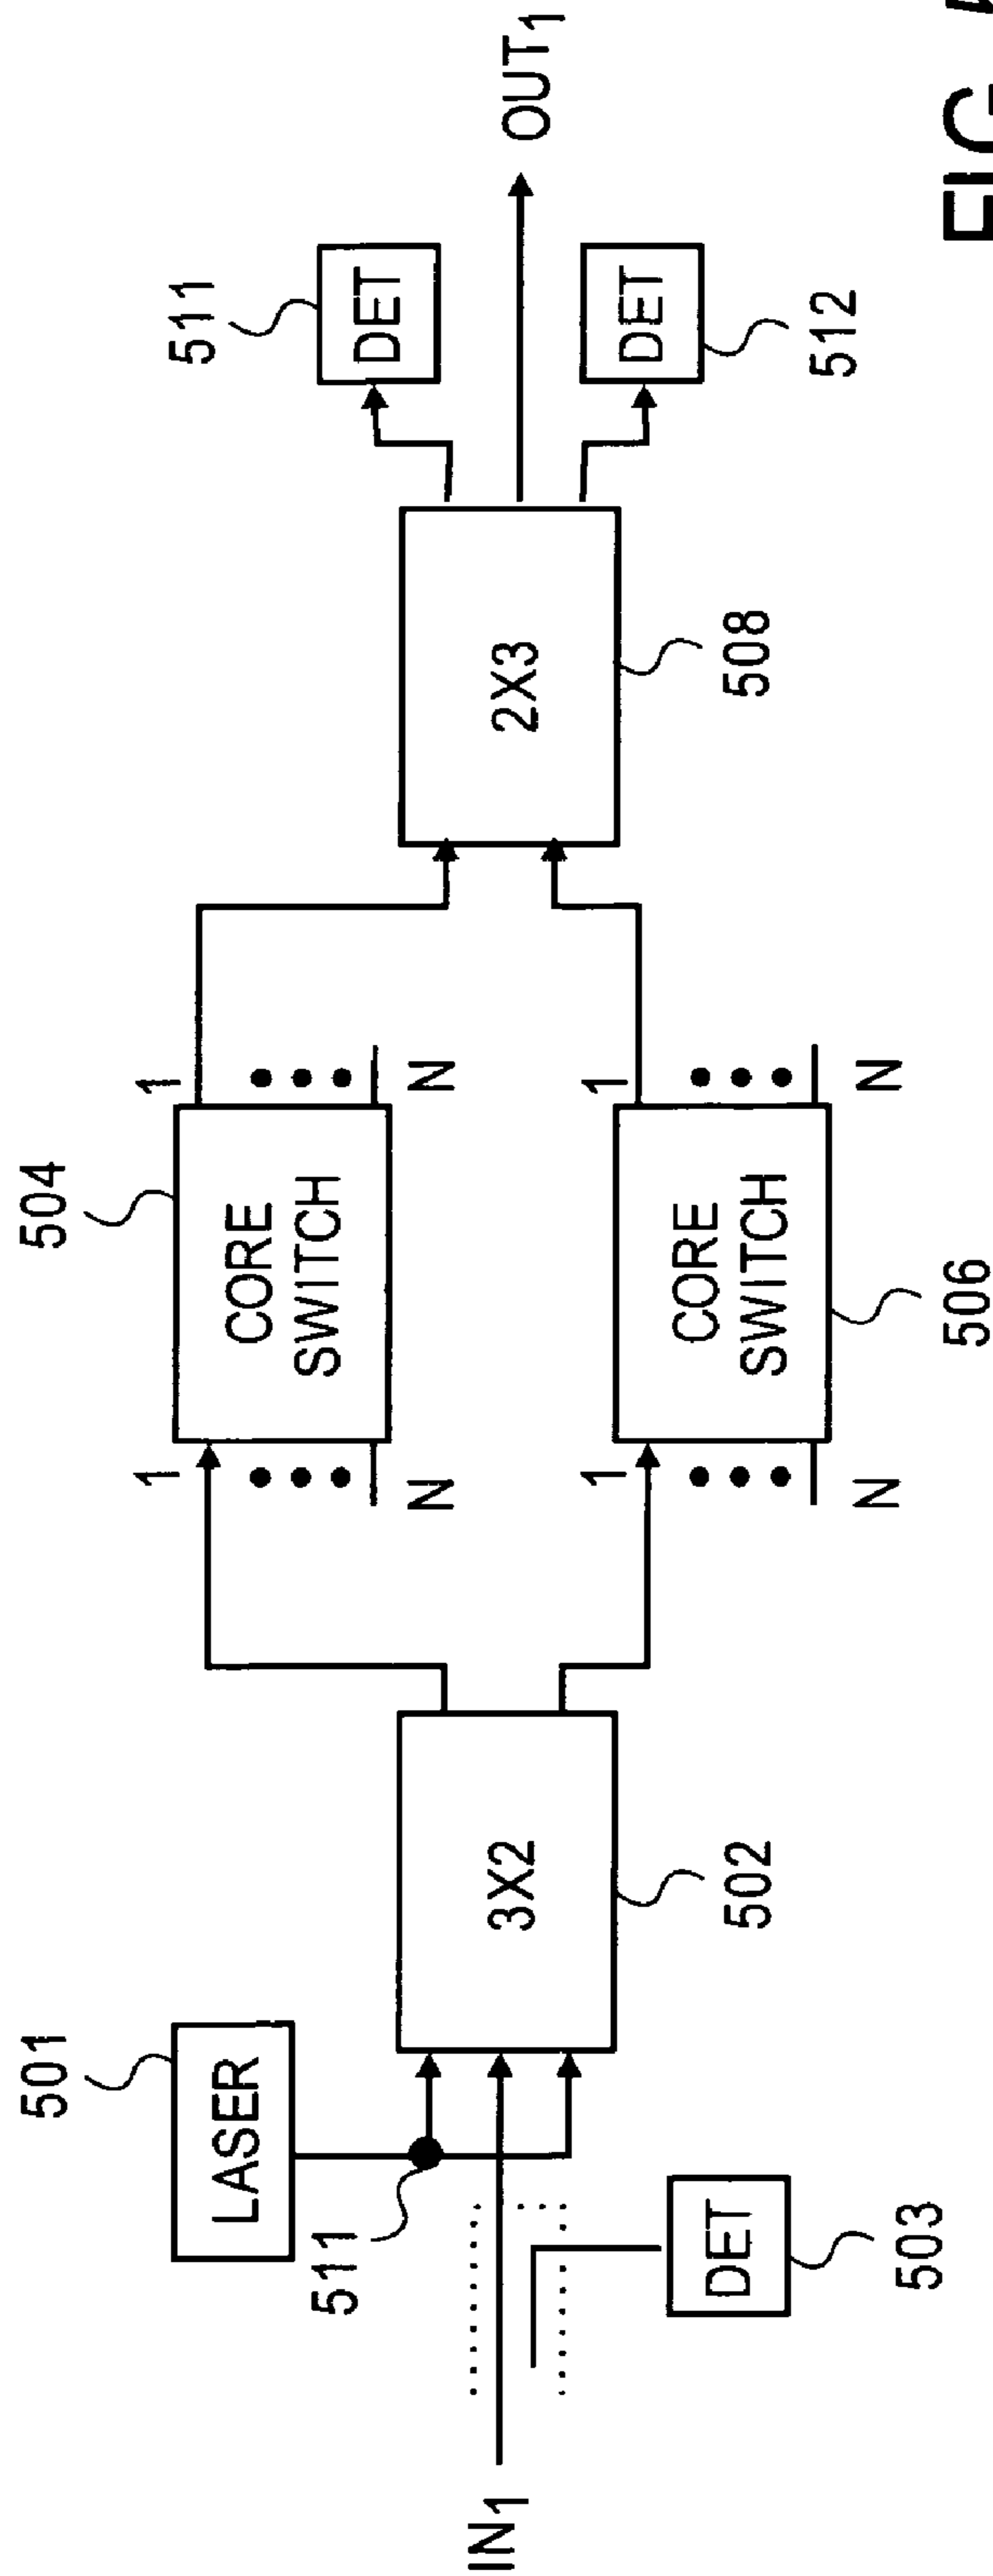 IN1
LASER
501
511
DET
503
3X2
502
1
N
CORE
SWITCH
504
1
N
1
N
CORE
SWITCH
506
1
N
2X3
508
DET
511
DET
512
OUT1
FIG.